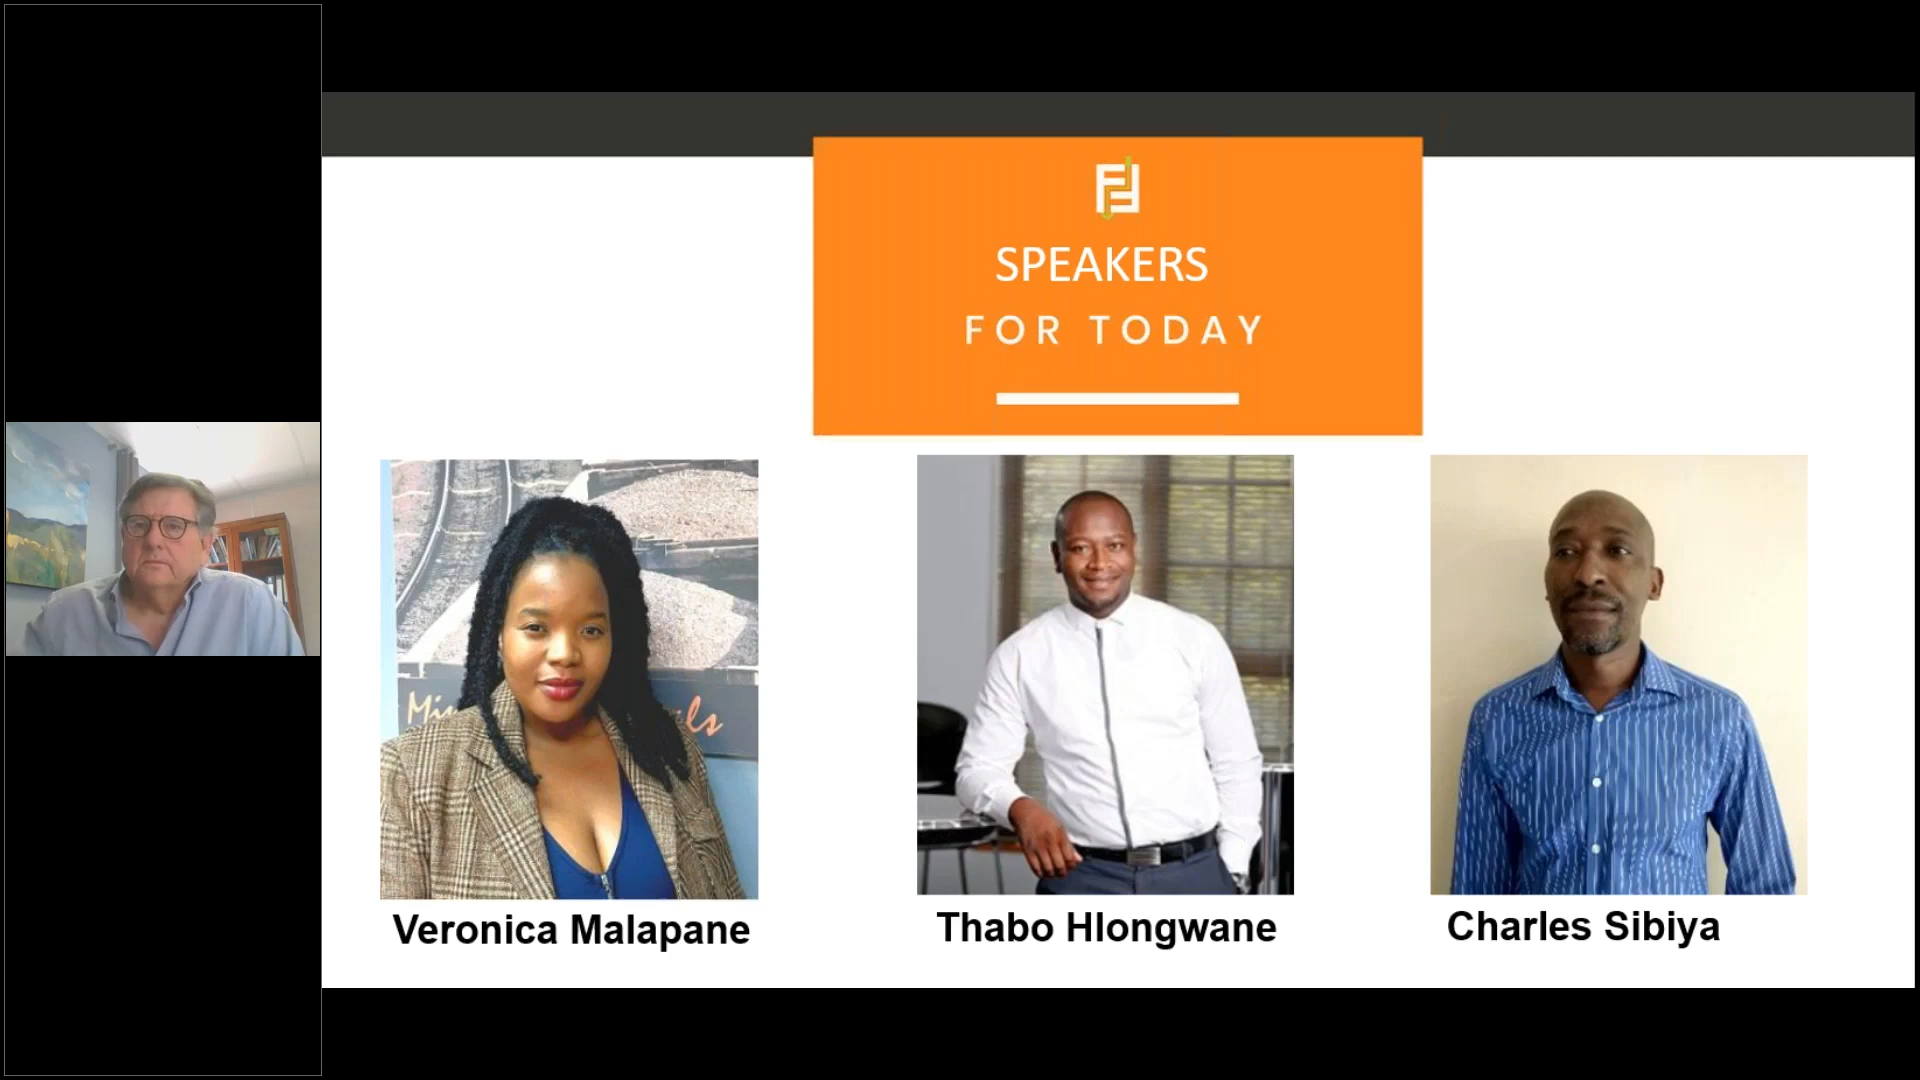 SPEAKERS
FOR TODAY
Veronica Malapane
Thabo Hlongwane
Charles Sibiya